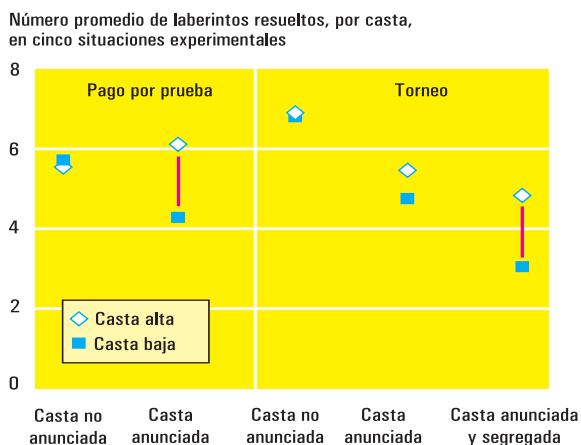 Número promedio de laberintos resueltos, por casta,
en cinco situaciones experimentales
8
6
4
2
0
Pago por prueba
Torneo
Casta alta
Casta baja
Casta no
anunciada
Casta
anunciada
Casta no
anunciada
Casta
anunciada
Casta anunciada
y segregada